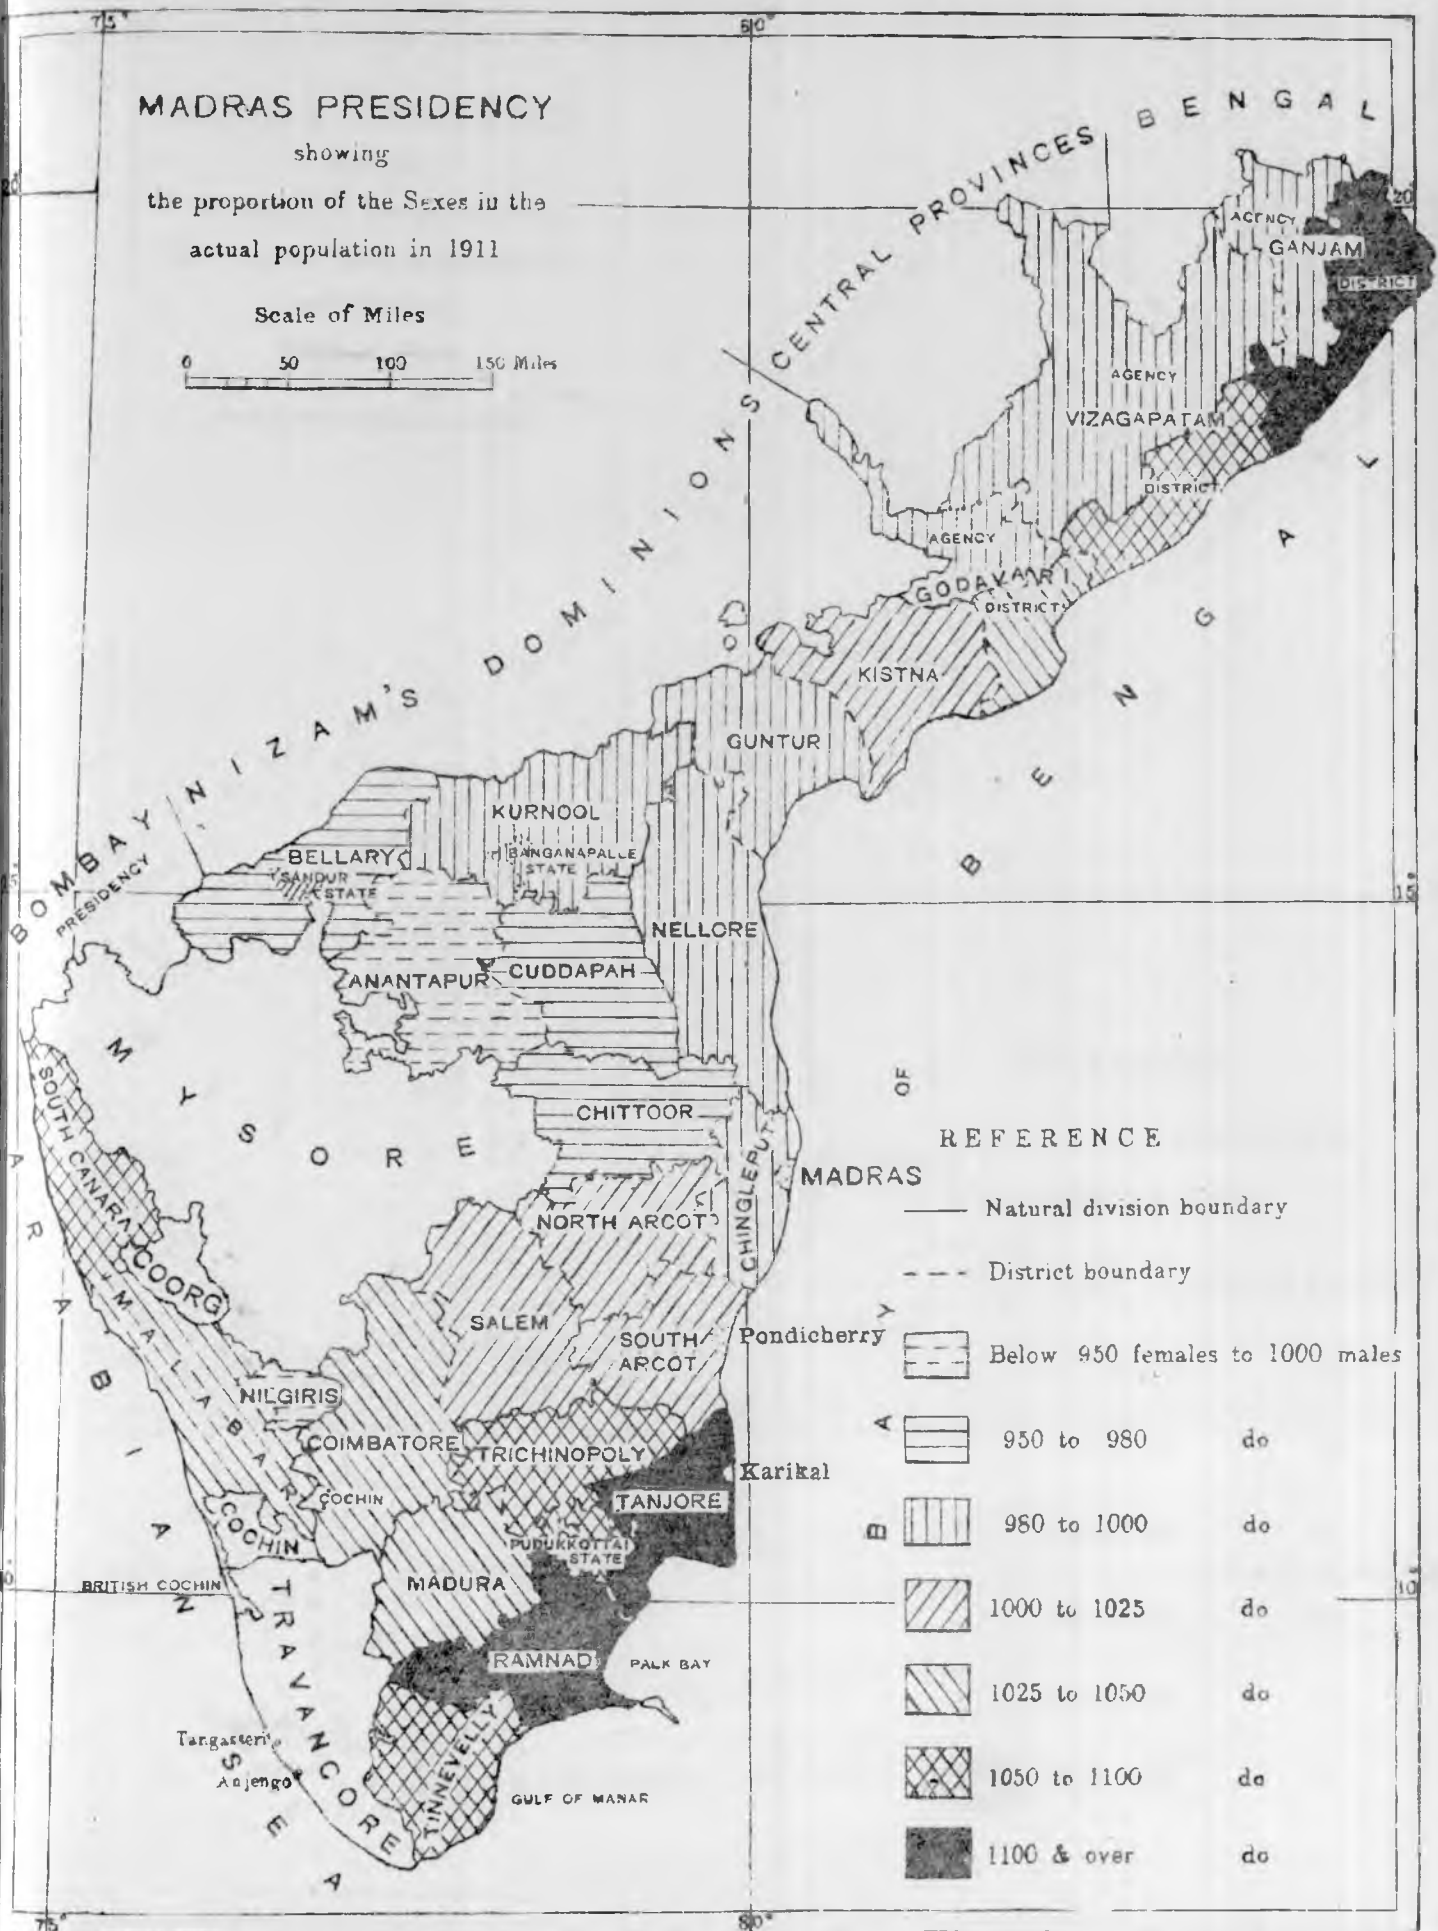 75°
80°
MADRAS PRESIDENCY
showing
the proportion of the Sexes in the
actual population in 1911
Scale of Miles
0 50 100 150 Miles
20°
20°
BENGAL
CENTRAL PROVINCES
NIZAM'S DOMINIONS
BOMBAY
PRESIDENCY
AGENCY
GANJAM
DISTRICT
AGENCY
VIZAGAPATAM
DISTRICT
AGENCY
GODAVARI
DISTRICT
KISTNA
GUNTUR
KURNOOL
BANGANAPALLE
STATE
BELLARY
SANDUR
STATE
15°
NELLORE
ANANTAPUR
CUDDAPAH
MYSORE
CHITTOOR
BAY OF BENGAL
SOUTH CANARA
COORG
NORTH ARCOT
CHINGLEPUT
MADRAS
MALABAR
SALEM
SOUTH
ARCOT
Pondicherry
NILGIRIS
COIMBATORE
TRICHINOPOLY
Karikal
COCHIN
COCHIN
TANJORE
PUDUKKOTTAI
STATE
BRITISH COCHIN
MADURA
TRAVANCORE
RAMNAD
PALK BAY
Tangasseri
Anjengo
TINNEVELLY
GULF OF MANAR
ARABIAN SEA
REFERENCE
Natural division boundary
District boundary
Below 950 females to 1000 males
950 to 980 do
980 to 1000 do
1000 to 1025 do
1025 to 1050 do
1050 to 1100 do
1100 & over do
10°
75°
80°